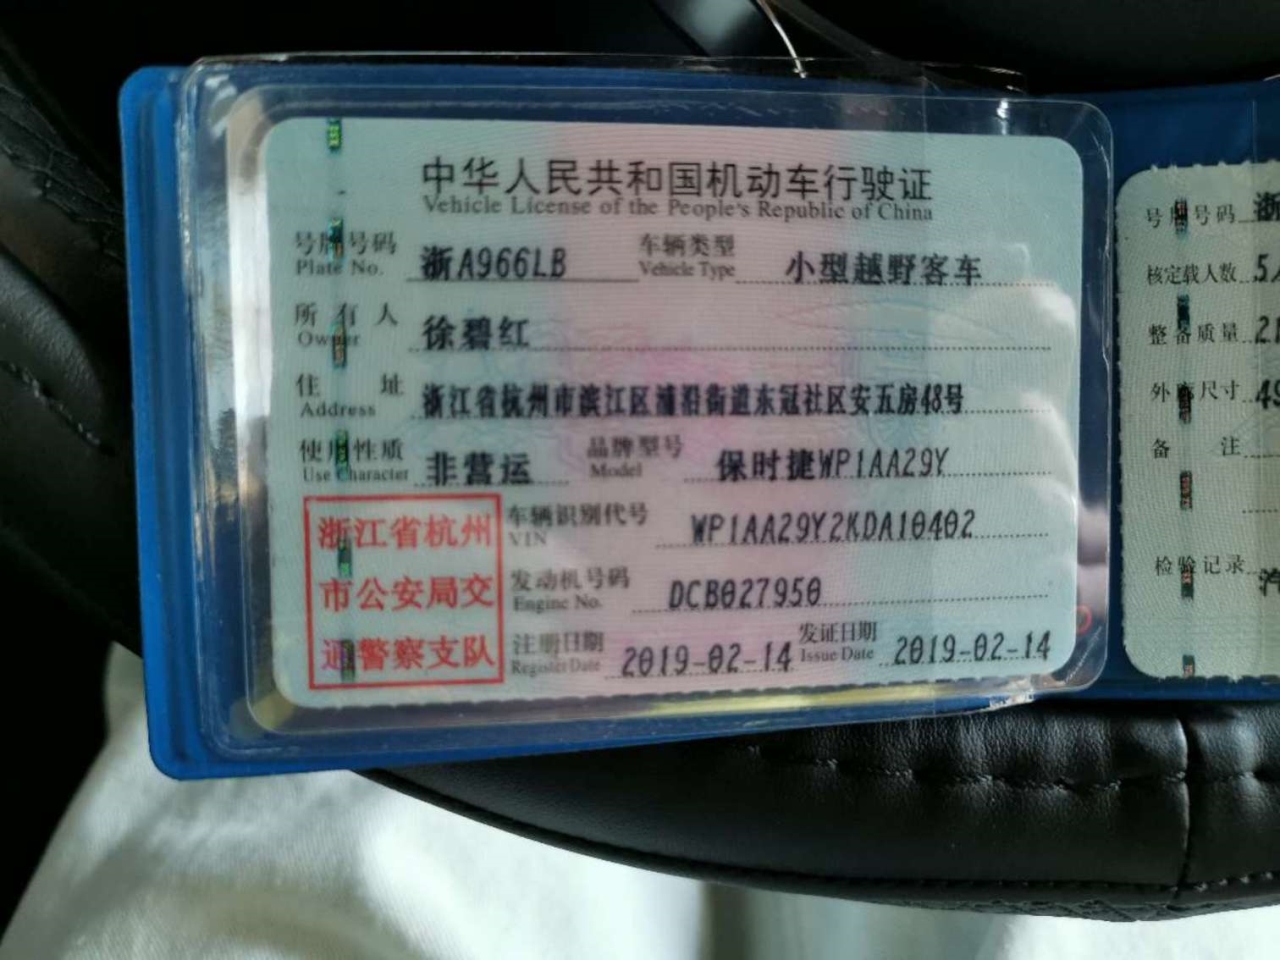 中华人民共和国机动车行驶证
Vehicle License of the People's Republic of China
号牌号码 浙A966LB 车辆类型 小型越野客车
Plate No. Vehicle Type
所有人 徐碧红
Owner
住址 浙江省杭州市滨江区浦沿街道东冠社区安五房48号
Address
使用性质 非营运 品牌型号 保时捷WP1AA29Y
Use Character Model
浙江省杭州
市公安局交
通警察支队
车辆识别代号 WP1AA29Y2KDA10402
VIN
发动机号码 DCB027950
Engine No.
注册日期 2019-02-14 发证日期 2019-02-14
Register Date Issue Date
号牌号码 浙
核定载人数 5
整备质量 21
外廓尺寸 49
备注
检验记录